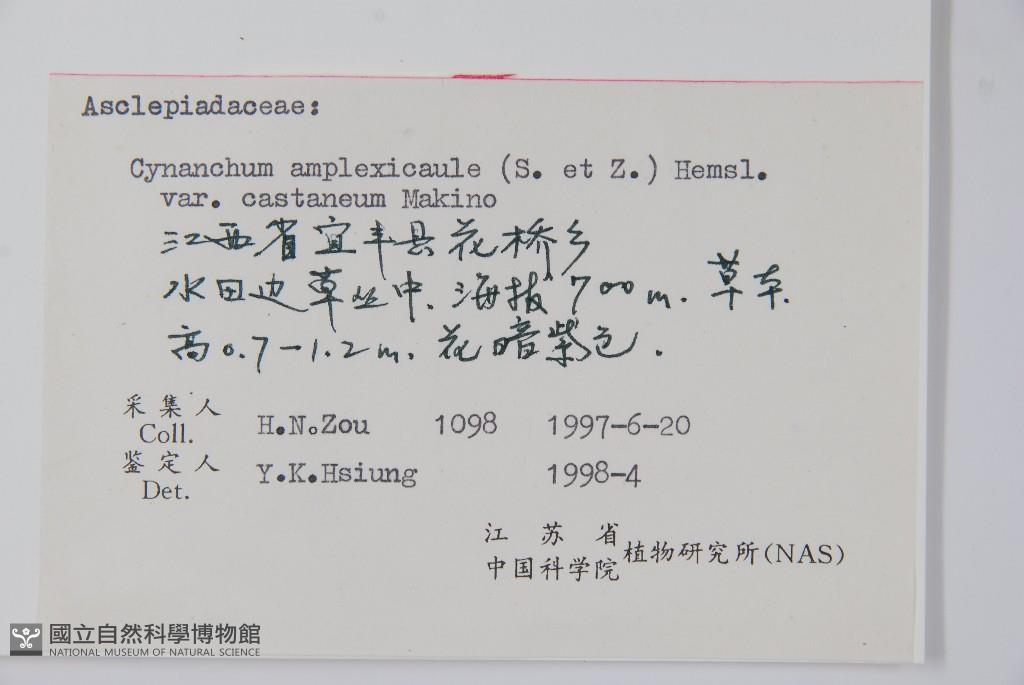 Asclepiadaceae:
Cynanchum amplexicaule (S. et Z.) Hemsl.
var. castaneum Makino
江西省宜丰县花桥乡
水田边草丛中、海拔700m. 草本.
高0.7-1.2m. 花暗紫色.
采集人 Coll. H.N.Zou 1098 1997-6-20
鉴定人 Det. Y.K.Hsiung 1998-4
江苏省
中国科学院 植物研究所(NAS)
國立自然科學博物館
NATIONAL MUSEUM OF NATURAL SCIENCE